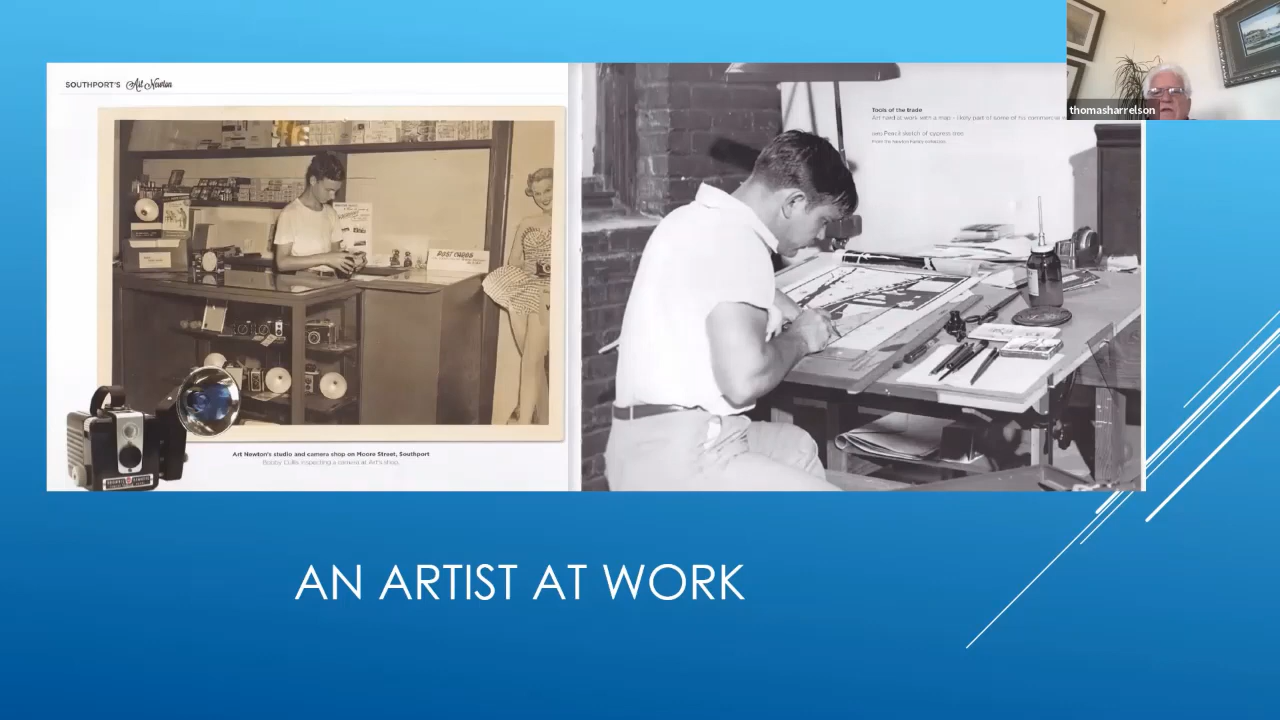 SOUTHPORT'S Art Newton
POST CARDS
Art Newton's studio and camera shop on Moore Street, Southport
Bobby Cullis inspecting a camera at Art's shop.
Tools of the trade
Art hard at work with a map – likely part of some of his commercial
Pencil sketch of cypress tree.
From the Newton Family collection
thomasharrelson
AN ARTIST AT WORK